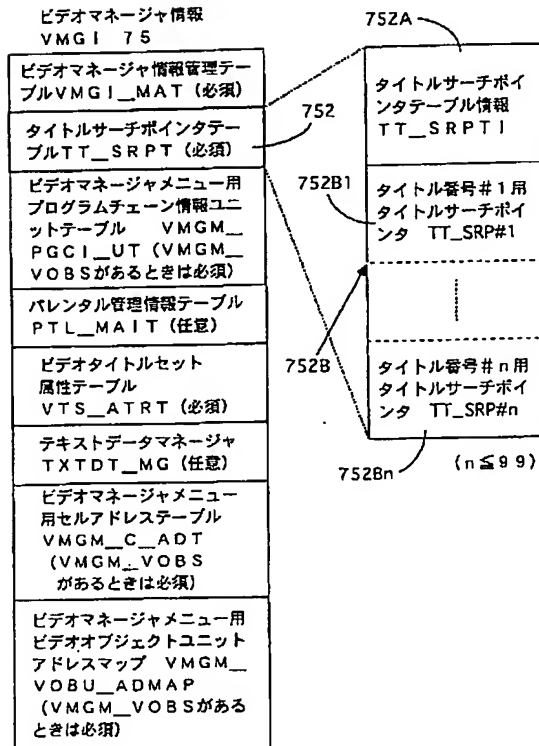 ビデオマネージャ情報
VMGI 75
ビデオマネージャ情報管理テー
ブルVMGI__MAT(必須)
タイトルサーチポインタテー
ブルTT__SRPT(必須)
ビデオマネージャメニュー用
プログラムチェーン情報ユニ
ットテーブル VMGM__
PGCI__UT(VMGM__
VOBSがあるときは必須)
パレンタル管理情報テーブル
PTL__MAIT(任意)
ビデオタイトルセット
属性テーブル
VTS__ATRT(必須)
テキストデータマネージャ
TXTDT__MG(任意)
ビデオマネージャメニュー
用セルアドレステーブル
VMGM__C__ADT
(VMGM__VOBS
があるときは必須)
ビデオマネージャメニュー用
ビデオオブジェクトユニット
アドレスマップ VMGM__
VOBU__ADMAP
(VMGM__VOBSがある
ときは必須)
752
752A
タイトルサーチポイ
ンタテーブル情報
TT_SRPTI
752B1
タイトル番号#1用
タイトルサーチポイ
ンタ TT_SRP#1
752B
タイトル番号#n用
タイトルサーチポイ
ンタ TT_SRP#n
752Bn
(n≦99)